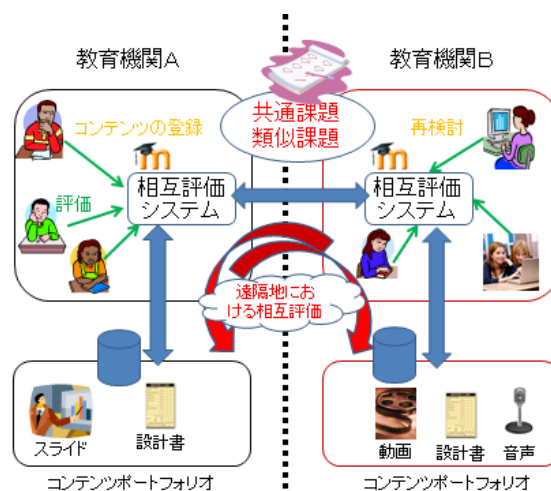 教育機関A
教育機関B
共通課題
類似課題
コンテンツの登録
再検討
m
相互評価
システム
m
相互評価
システム
評価
遠隔地にお
ける相互評価
スライド
設計書
動画
設計書
音声
コンテンツポートフォリオ
コンテンツポートフォリオ